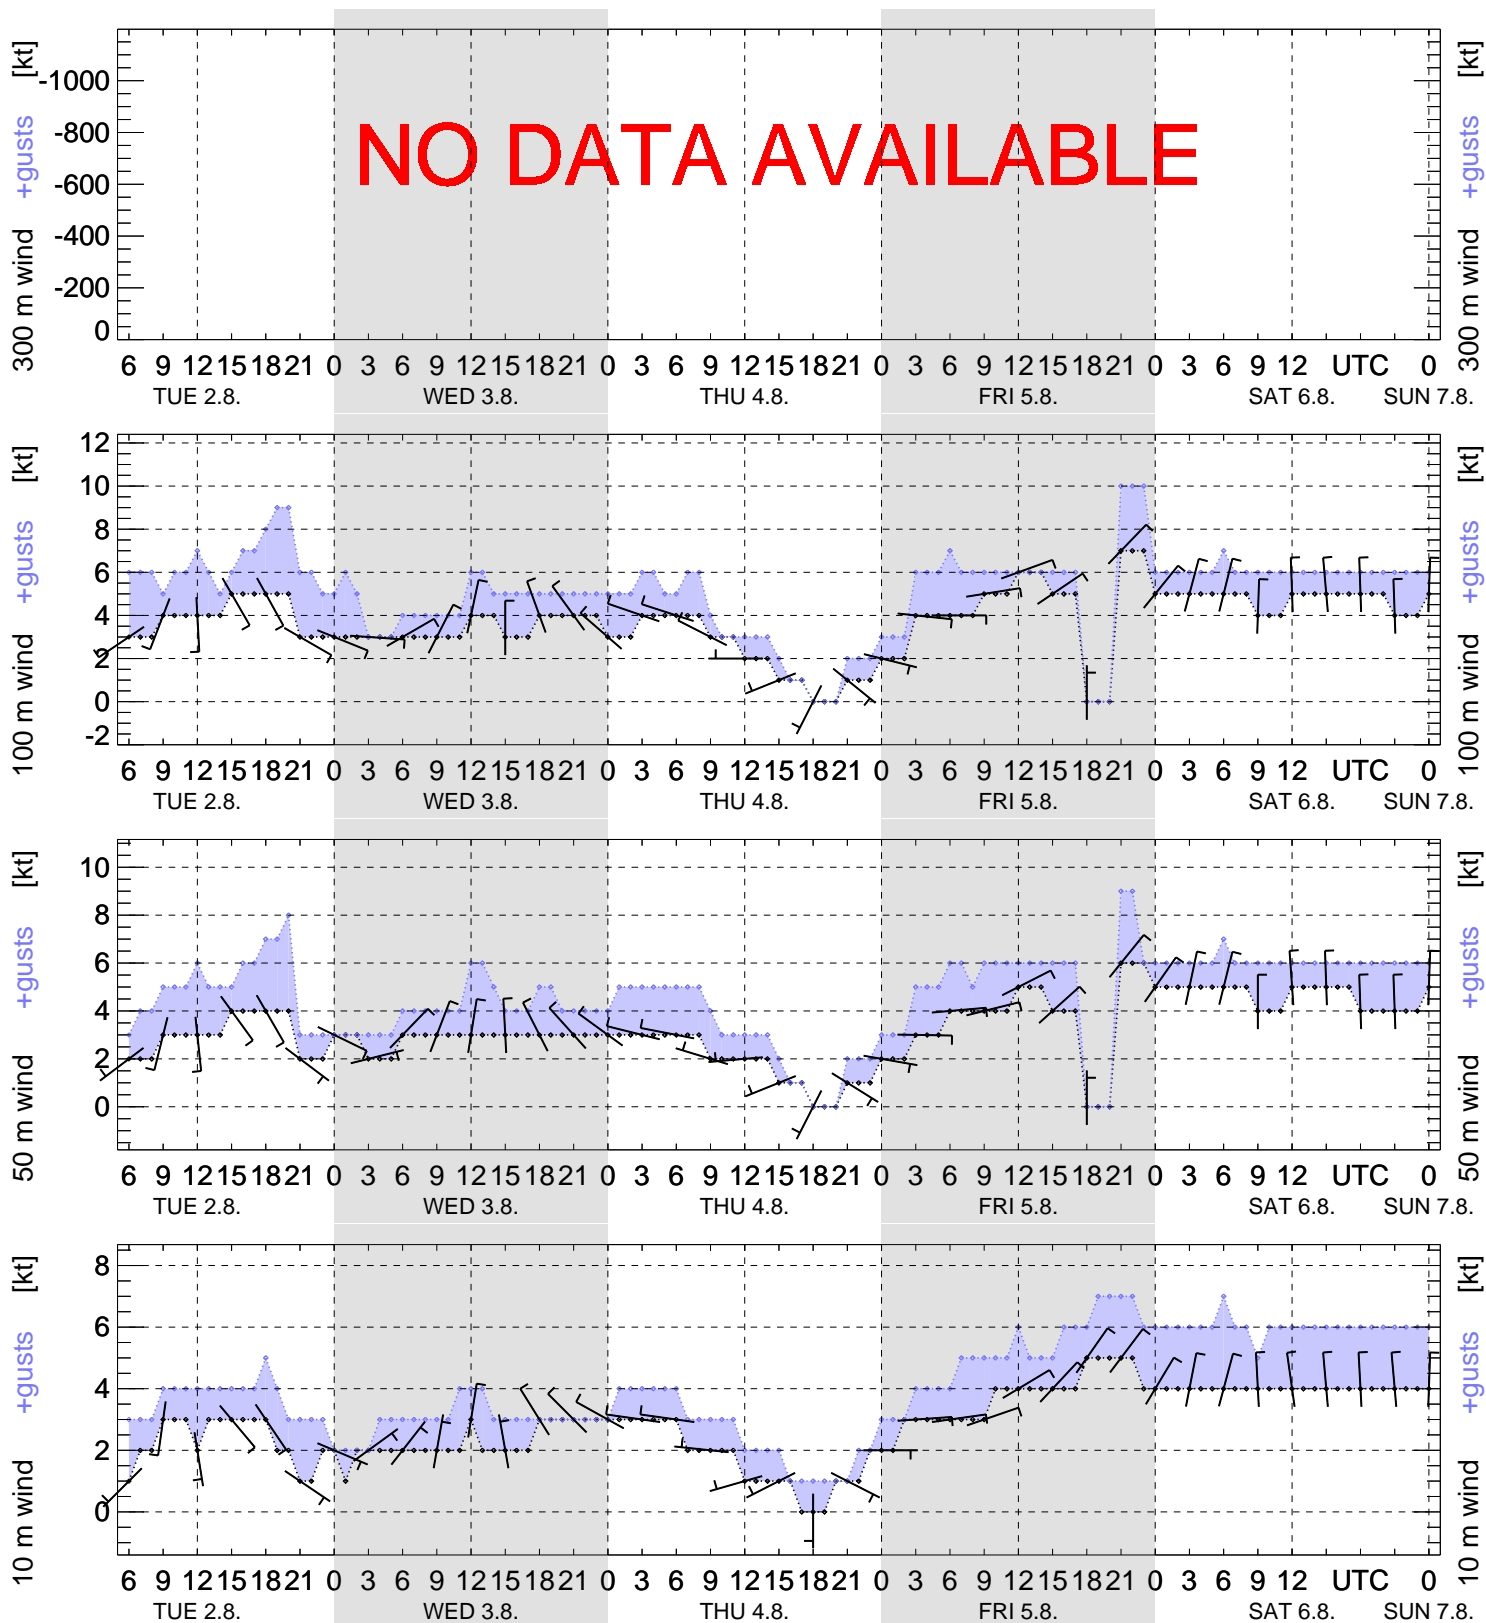 300 m wind +gusts [kt]
-1000
-800
-600
-400
-200
0
NO DATA AVAILABLE
300 m wind +gusts [kt]
6 9 12 15 18 21 0 3 6 9 12 15 18 21 0 3 6 9 12 15 18 21 0 3 6 9 12 15 18 21 0 3 6 9 12 UTC 0
TUE 2.8. WED 3.8. THU 4.8. FRI 5.8. SAT 6.8. SUN 7.8.
100 m wind +gusts [kt]
12
10
8
6
4
2
0
-2
100 m wind +gusts [kt]
6 9 12 15 18 21 0 3 6 9 12 15 18 21 0 3 6 9 12 15 18 21 0 3 6 9 12 15 18 21 0 3 6 9 12 UTC 0
TUE 2.8. WED 3.8. THU 4.8. FRI 5.8. SAT 6.8. SUN 7.8.
50 m wind +gusts [kt]
10
8
6
4
2
0
50 m wind +gusts [kt]
6 9 12 15 18 21 0 3 6 9 12 15 18 21 0 3 6 9 12 15 18 21 0 3 6 9 12 15 18 21 0 3 6 9 12 UTC 0
TUE 2.8. WED 3.8. THU 4.8. FRI 5.8. SAT 6.8. SUN 7.8.
10 m wind +gusts [kt]
8
6
4
2
0
10 m wind +gusts [kt]
6 9 12 15 18 21 0 3 6 9 12 15 18 21 0 3 6 9 12 15 18 21 0 3 6 9 12 15 18 21 0 3 6 9 12 UTC 0
TUE 2.8. WED 3.8. THU 4.8. FRI 5.8. SAT 6.8. SUN 7.8.